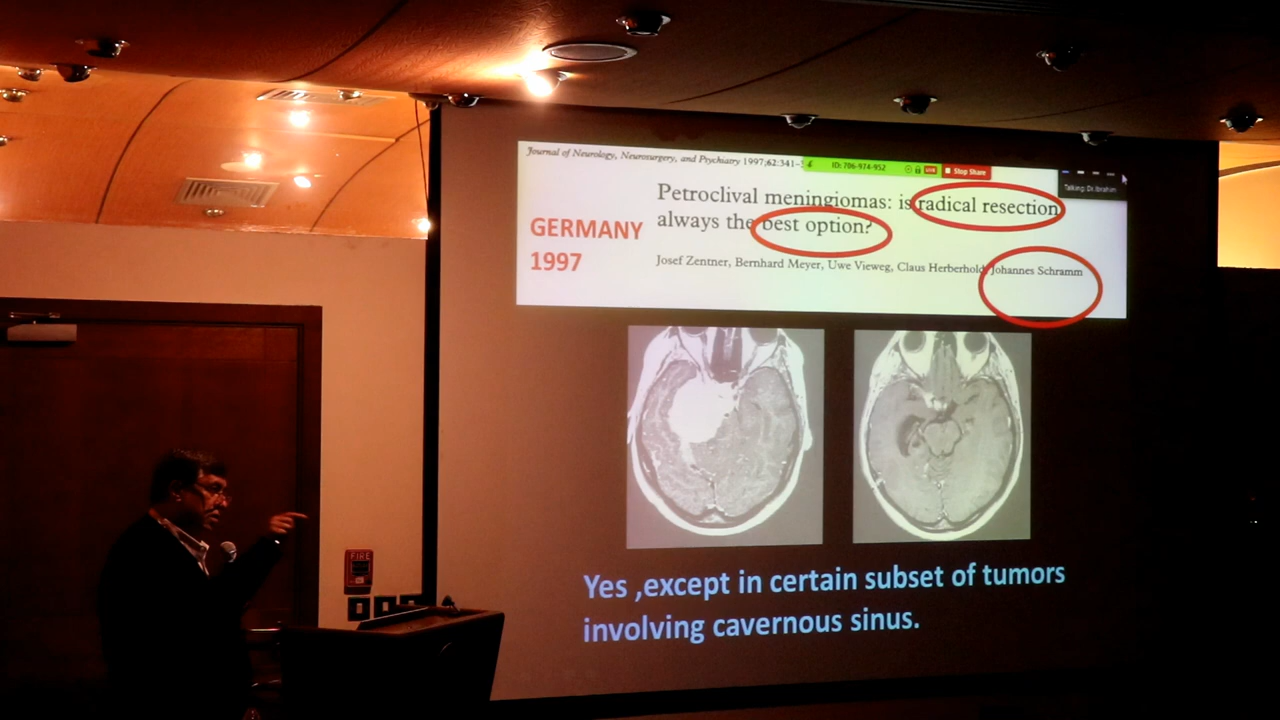 Journal of Neurology, Neurosurgery, and Psychiatry 1997;62:341-
ID: 706-974-952
LIVE
Stop Share
Talking: Dr.Ibrahim
Petroclival meningiomas: is radical resection
always the best option?
GERMANY
1997
Josef Zentner, Bernhard Meyer, Uwe Vieweg, Claus Herberhold, Johannes Schramm
Yes ,except in certain subset of tumors
involving cavernous sinus.
FIRE